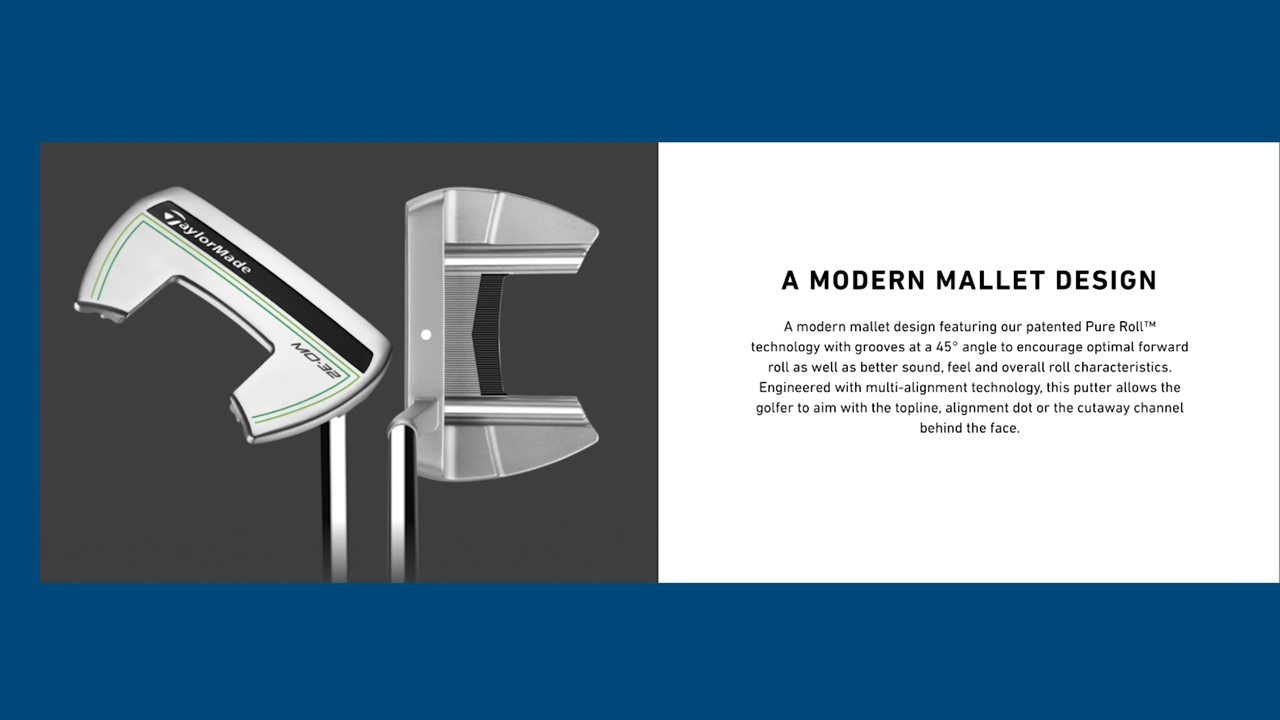 TaylorMade
MO-32
A MODERN MALLET DESIGN
A modern mallet design featuring our patented Pure Roll™
technology with grooves at a 45° angle to encourage optimal forward
roll as well as better sound, feel and overall roll characteristics.
Engineered with multi-alignment technology, this putter allows the
golfer to aim with the topline, alignment dot or the cutaway channel
behind the face.